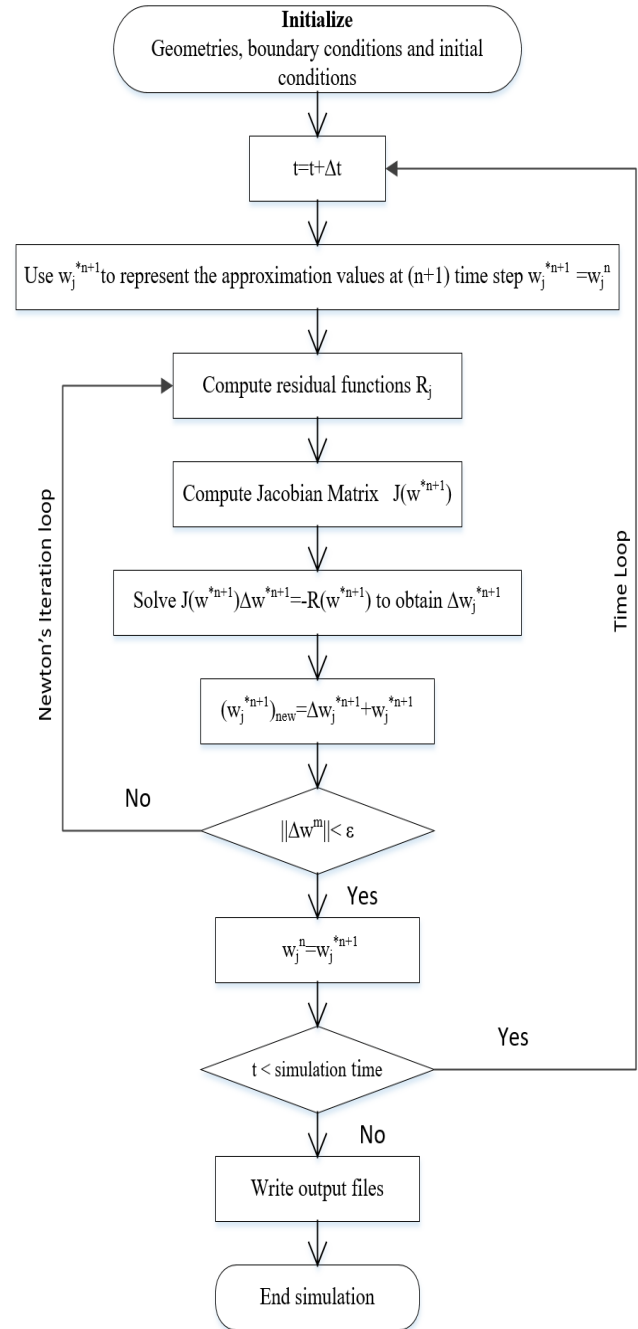 Initialize
Geometries, boundary conditions and initial
conditions
t=t+Δt
Use wⱼ*ⁿ⁺¹ to represent the approximation values at (n+1) time step wⱼ*ⁿ⁺¹ =wⱼⁿ
Compute residual functions Rⱼ
Compute Jacobian Matrix J(w*ⁿ⁺¹)
Solve J(w*ⁿ⁺¹)Δw*ⁿ⁺¹=-R(w*ⁿ⁺¹) to obtain Δwⱼ*ⁿ⁺¹
(wⱼ*ⁿ⁺¹)new=Δwⱼ*ⁿ⁺¹+wⱼ*ⁿ⁺¹
Newton's Iteration loop
No
||Δwᵐ||< ε
Yes
wⱼⁿ=wⱼ*ⁿ⁺¹
t < simulation time
Yes
Time Loop
No
Write output files
End simulation